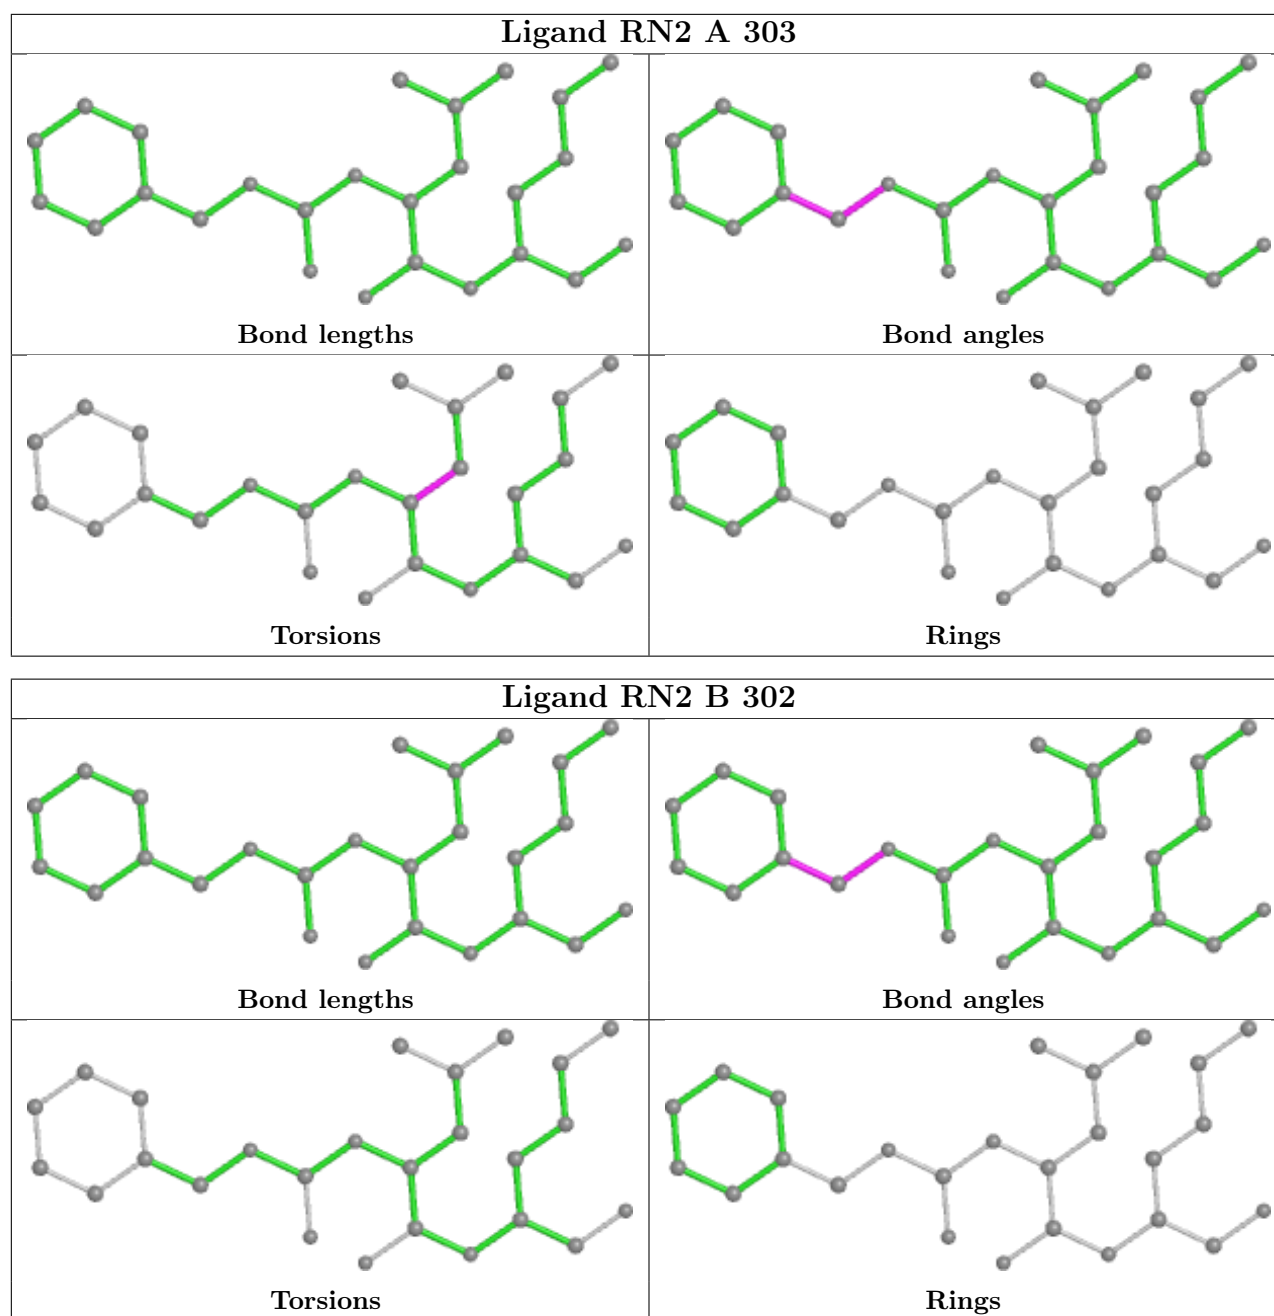 Ligand RN2 A 303
Bond lengths
Bond angles
Torsions
Rings
Ligand RN2 B 302
Bond lengths
Bond angles
Torsions
Rings